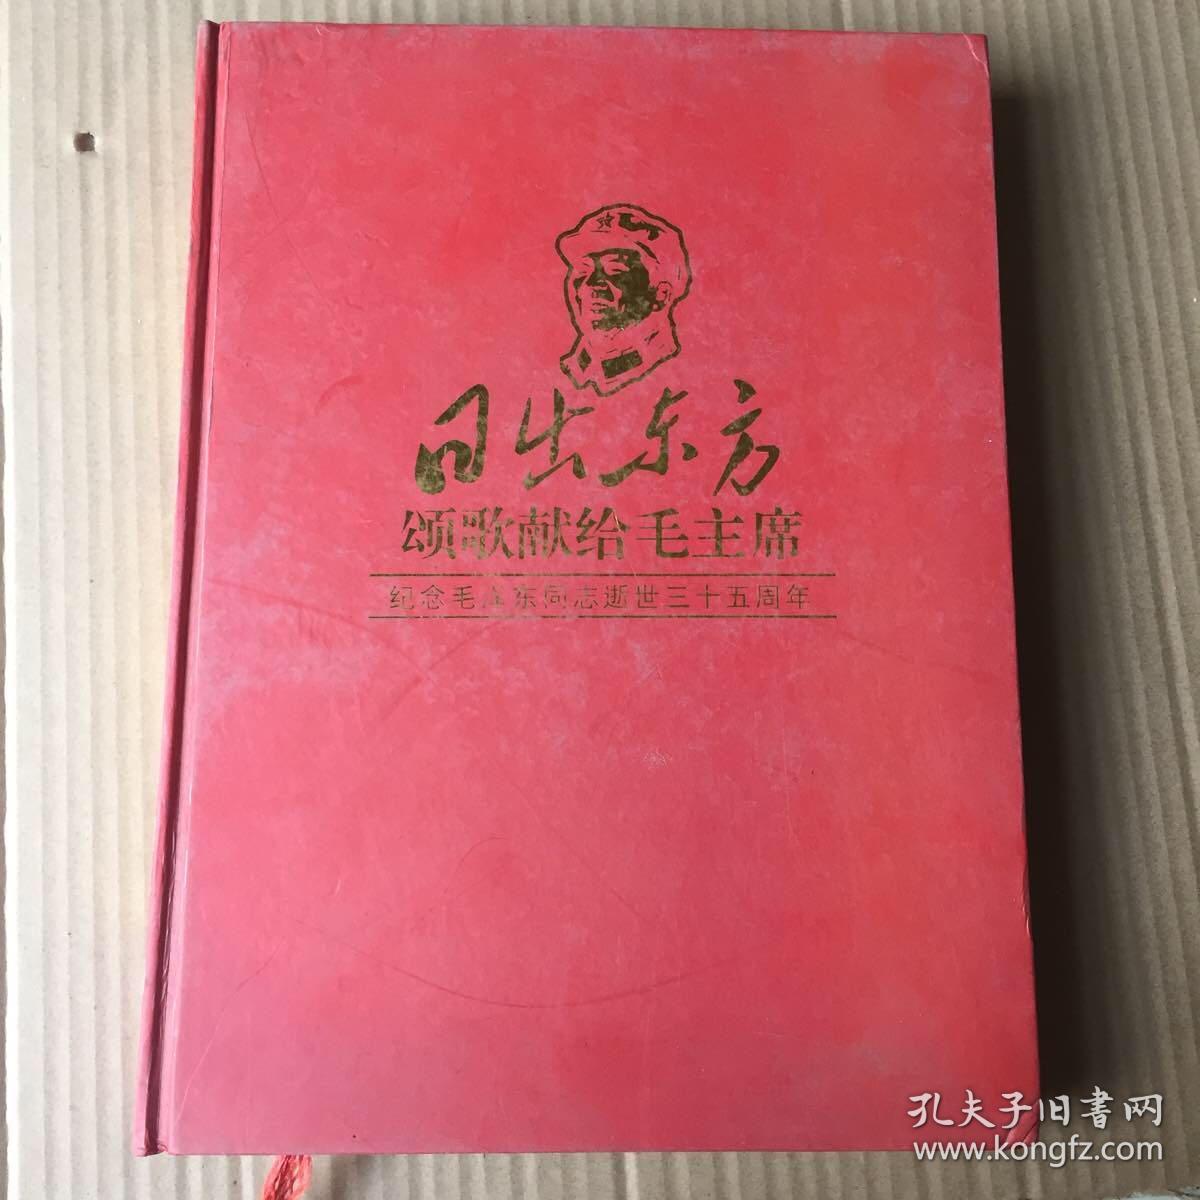 日出东方
颂歌献给毛主席
纪念毛泽东同志逝世三十五周年
孔夫子旧書网
www.kongfz.com